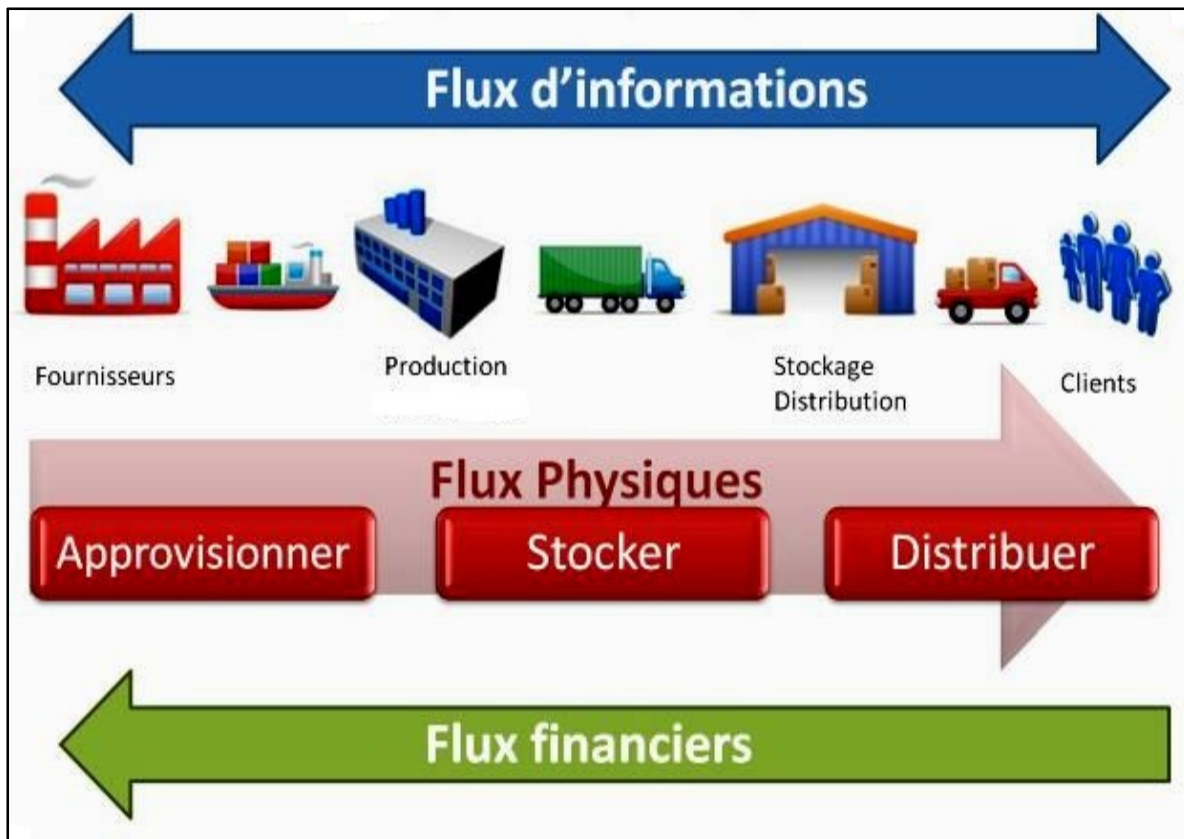 Flux d’informations
Fournisseurs
Production
Stockage
Distribution
Clients
Flux Physiques
Approvisionner
Stocker
Distribuer
Flux financiers